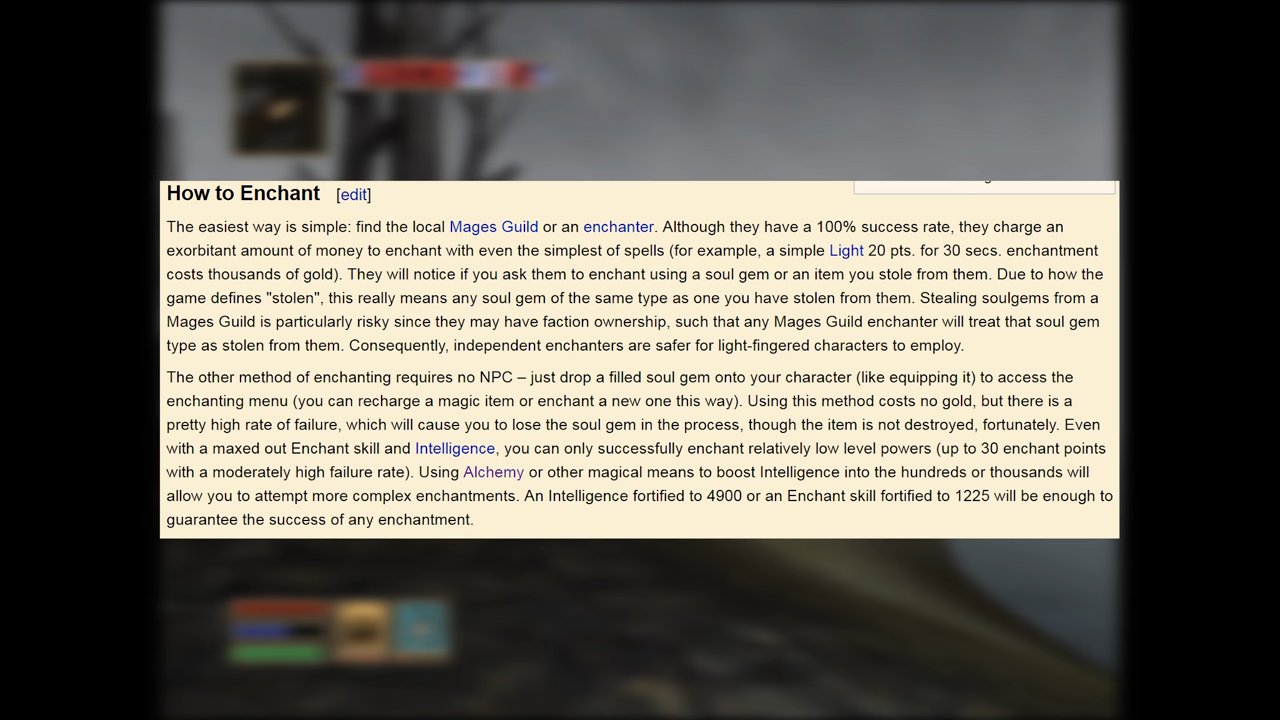 How to Enchant [edit]
The easiest way is simple: find the local Mages Guild or an enchanter. Although they have a 100% success rate, they charge an
exorbitant amount of money to enchant with even the simplest of spells (for example, a simple Light 20 pts. for 30 secs. enchantment
costs thousands of gold). They will notice if you ask them to enchant using a soul gem or an item you stole from them. Due to how the
game defines "stolen", this really means any soul gem of the same type as one you have stolen from them. Stealing soulgems from a
Mages Guild is particularly risky since they may have faction ownership, such that any Mages Guild enchanter will treat that soul gem
type as stolen from them. Consequently, independent enchanters are safer for light-fingered characters to employ.
The other method of enchanting requires no NPC – just drop a filled soul gem onto your character (like equipping it) to access the
enchanting menu (you can recharge a magic item or enchant a new one this way). Using this method costs no gold, but there is a
pretty high rate of failure, which will cause you to lose the soul gem in the process, though the item is not destroyed, fortunately. Even
with a maxed out Enchant skill and Intelligence, you can only successfully enchant relatively low level powers (up to 30 enchant points
with a moderately high failure rate). Using Alchemy or other magical means to boost Intelligence into the hundreds or thousands will
allow you to attempt more complex enchantments. An Intelligence fortified to 4900 or an Enchant skill fortified to 1225 will be enough to
guarantee the success of any enchantment.